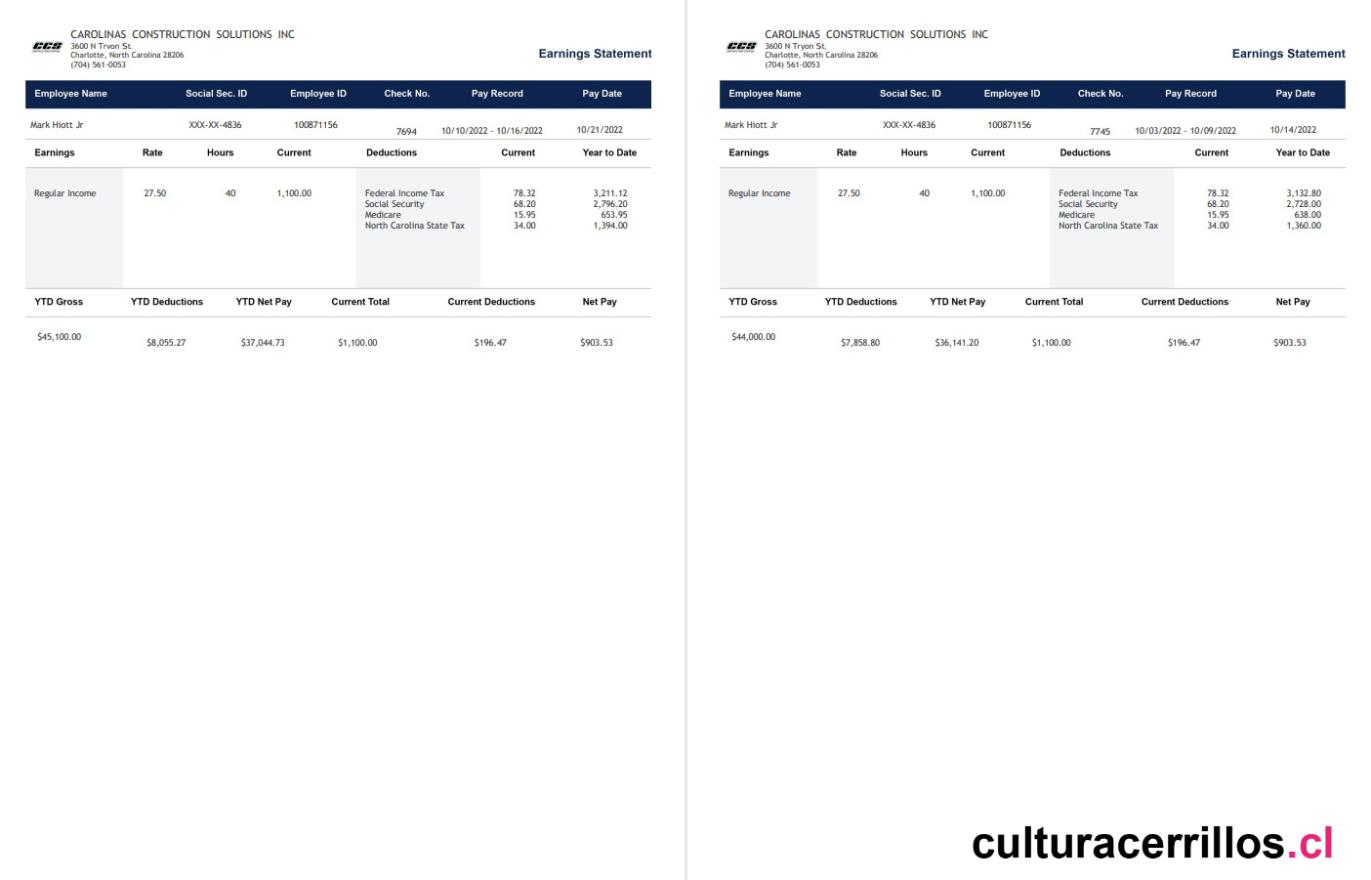 CCS
CAROLINAS CONSTRUCTION SOLUTIONS INC
3600 N Tryon St.
Charlotte, North Carolina 28206
(704) 561-0053
Earnings Statement
Employee Name Social Sec. ID Employee ID Check No. Pay Record Pay Date
Mark Hiott Jr XXX-XX-4836 100871156 7694 10/10/2022 - 10/16/2022 10/21/2022
Earnings Rate Hours Current Deductions Current Year to Date
Regular Income 27.50 40 1,100.00 Federal Income Tax 78.32 3,211.12
Social Security 68.20 2,796.20
Medicare 15.95 653.95
North Carolina State Tax 34.00 1,394.00
YTD Gross YTD Deductions YTD Net Pay Current Total Current Deductions Net Pay
$45,100.00 $8,055.27 $37,044.73 $1,100.00 $196.47 $903.53
CCS
CAROLINAS CONSTRUCTION SOLUTIONS INC
3600 N Tryon St.
Charlotte, North Carolina 28206
(704) 561-0053
Earnings Statement
Employee Name Social Sec. ID Employee ID Check No. Pay Record Pay Date
Mark Hiott Jr XXX-XX-4836 100871156 7745 10/03/2022 - 10/09/2022 10/14/2022
Earnings Rate Hours Current Deductions Current Year to Date
Regular Income 27.50 40 1,100.00 Federal Income Tax 78.32 3,132.80
Social Security 68.20 2,728.00
Medicare 15.95 638.00
North Carolina State Tax 34.00 1,360.00
YTD Gross YTD Deductions YTD Net Pay Current Total Current Deductions Net Pay
$44,000.00 $7,858.80 $36,141.20 $1,100.00 $196.47 $903.53
culturacerrillos.cl